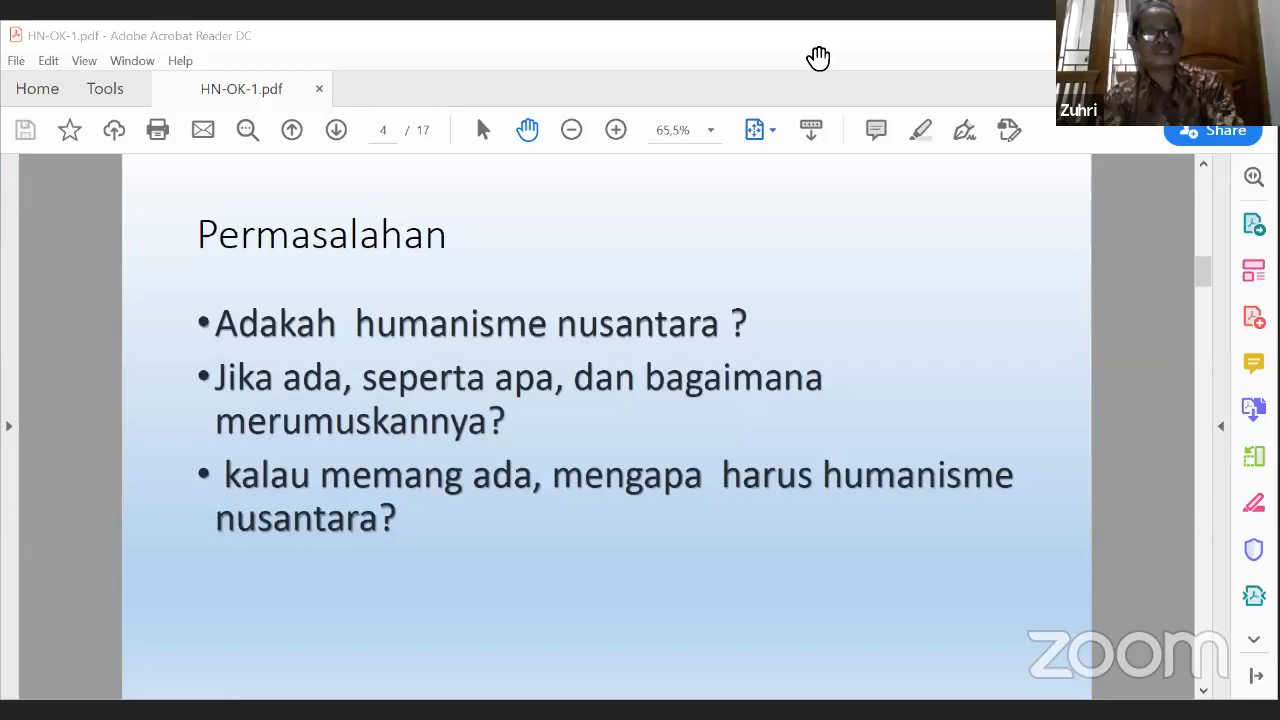 HN-OK-1.pdf - Adobe Acrobat Reader DC
File Edit View Window Help
Home Tools HN-OK-1.pdf ×
4 / 17 65,5%
Zuhri
Share
Permasalahan
•Adakah humanisme nusantara ?
•Jika ada, seperta apa, dan bagaimana
merumuskannya?
• kalau memang ada, mengapa harus humanisme
nusantara?
zoom